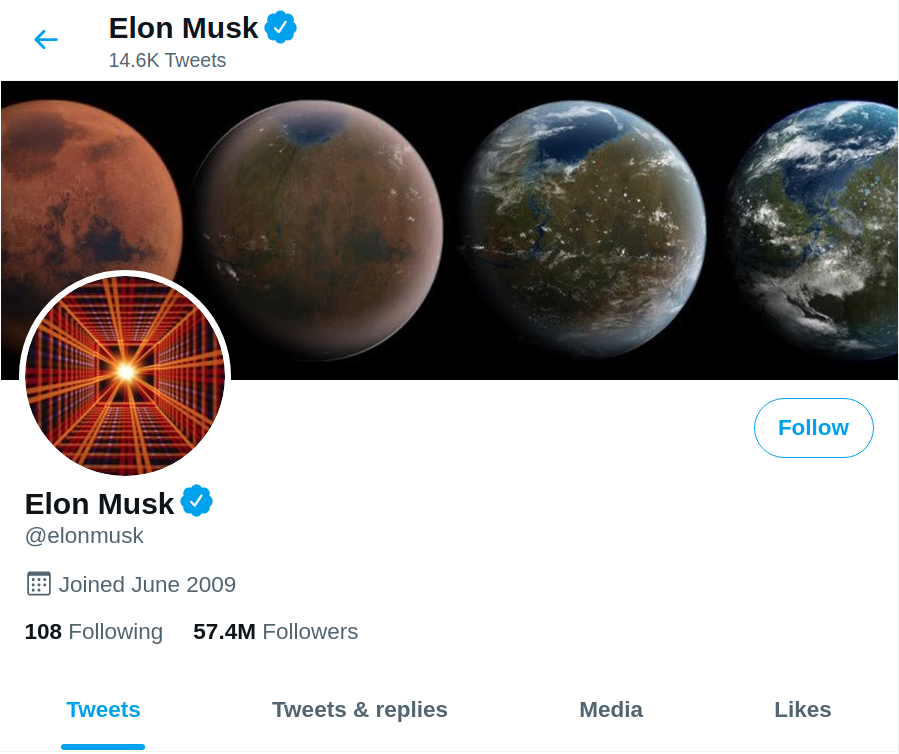 Elon Musk
14.6K Tweets
Follow
Elon Musk
@elonmusk
Joined June 2009
108 Following 57.4M Followers
Tweets Tweets & replies Media Likes